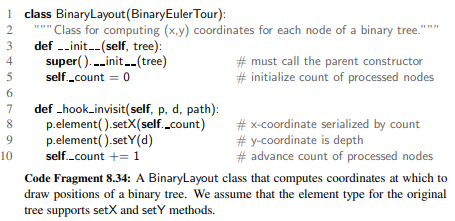 1 class BinaryLayout(BinaryEulerTour):
2 """Class for computing (x,y) coordinates for each node of a binary tree."""
3 def __init__(self, tree):
4 super().__init__(tree) # must call the parent constructor
5 self._count = 0 # initialize count of processed nodes
6
7 def _hook_invisit(self, p, d, path):
8 p.element().setX(self._count) # x-coordinate serialized by count
9 p.element().setY(d) # y-coordinate is depth
10 self._count += 1 # advance count of processed nodes
Code Fragment 8.34: A BinaryLayout class that computes coordinates at which to
draw positions of a binary tree. We assume that the element type for the original
tree supports setX and setY methods.